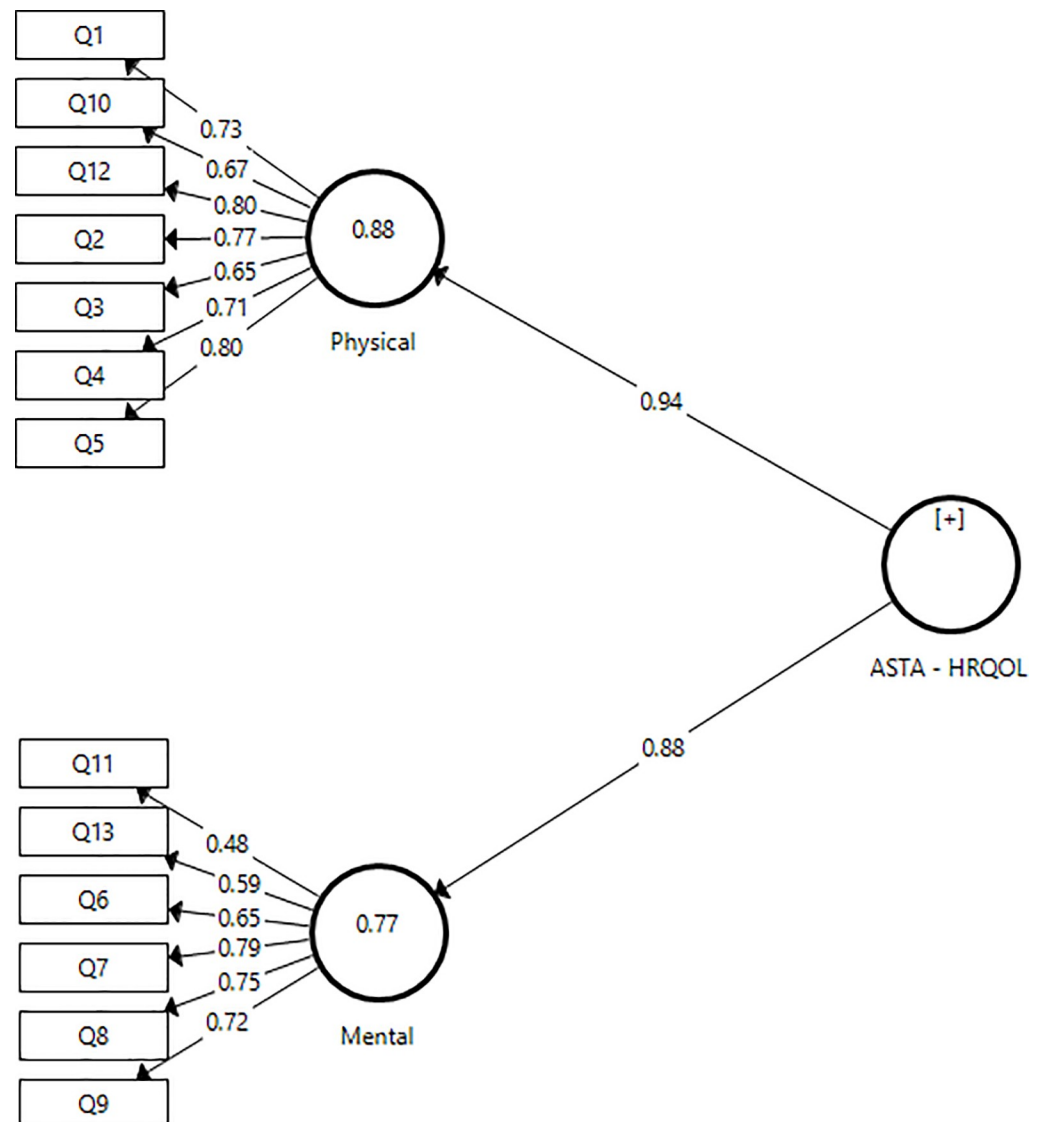 Q1
Q10
Q12
Q2
Q3
Q4
Q5
0.73
0.67
0.80
0.77
0.65
0.71
0.80
0.88
Physical
0.94
[+]
ASTA - HRQOL
0.88
Q11
Q13
Q6
Q7
Q8
Q9
0.48
0.59
0.65
0.79
0.75
0.72
0.77
Mental